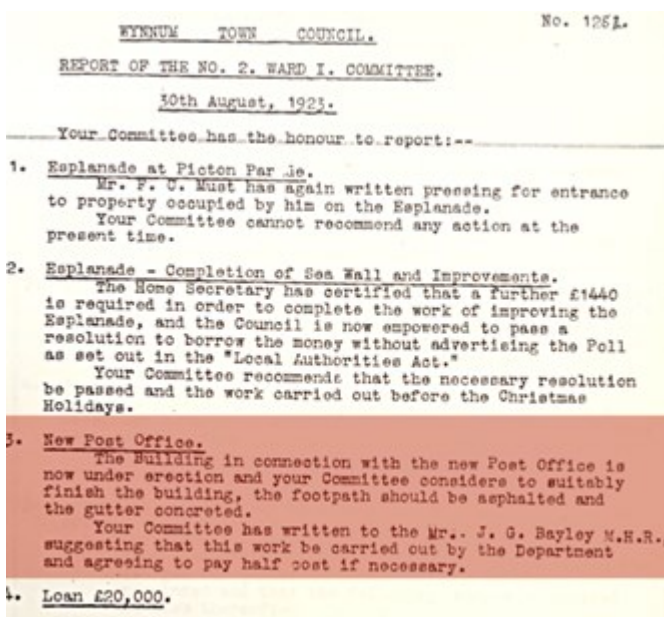 No. 1261.
WYNNUM TOWN COUNCIL.
REPORT OF THE NO. 2. WARD I. COMMITTEE.
30th August, 1923.
Your Committee has the honour to report:--
1. Esplanade at Picton Par de.
Mr. F. C. Must has again written pressing for entrance
to property occupied by him on the Esplanade.
Your Committee cannot recommend any action at the
present time.
2. Esplanade - Completion of Sea Wall and Improvements.
The Home Secretary has certified that a further £1440
is required in order to complete the work of improving the
Esplanade, and the Council is now empowered to pass a
resolution to borrow the money without advertising the Poll
as set out in the "Local Authorities Act."
Your Committee recommends that the necessary resolution
be passed and the work carried out before the Christmas
Holidays.
3. New Post Office.
The Building in connection with the new Post Office is
now under erection and your Committee considers to suitably
finish the building, the footpath should be asphalted and
the gutter concreted.
Your Committee has written to the Mr.. J. G. Bayley M.H.R.
suggesting that this work be carried out by the Department
and agreeing to pay half cost if necessary.
4. Loan £20,000.